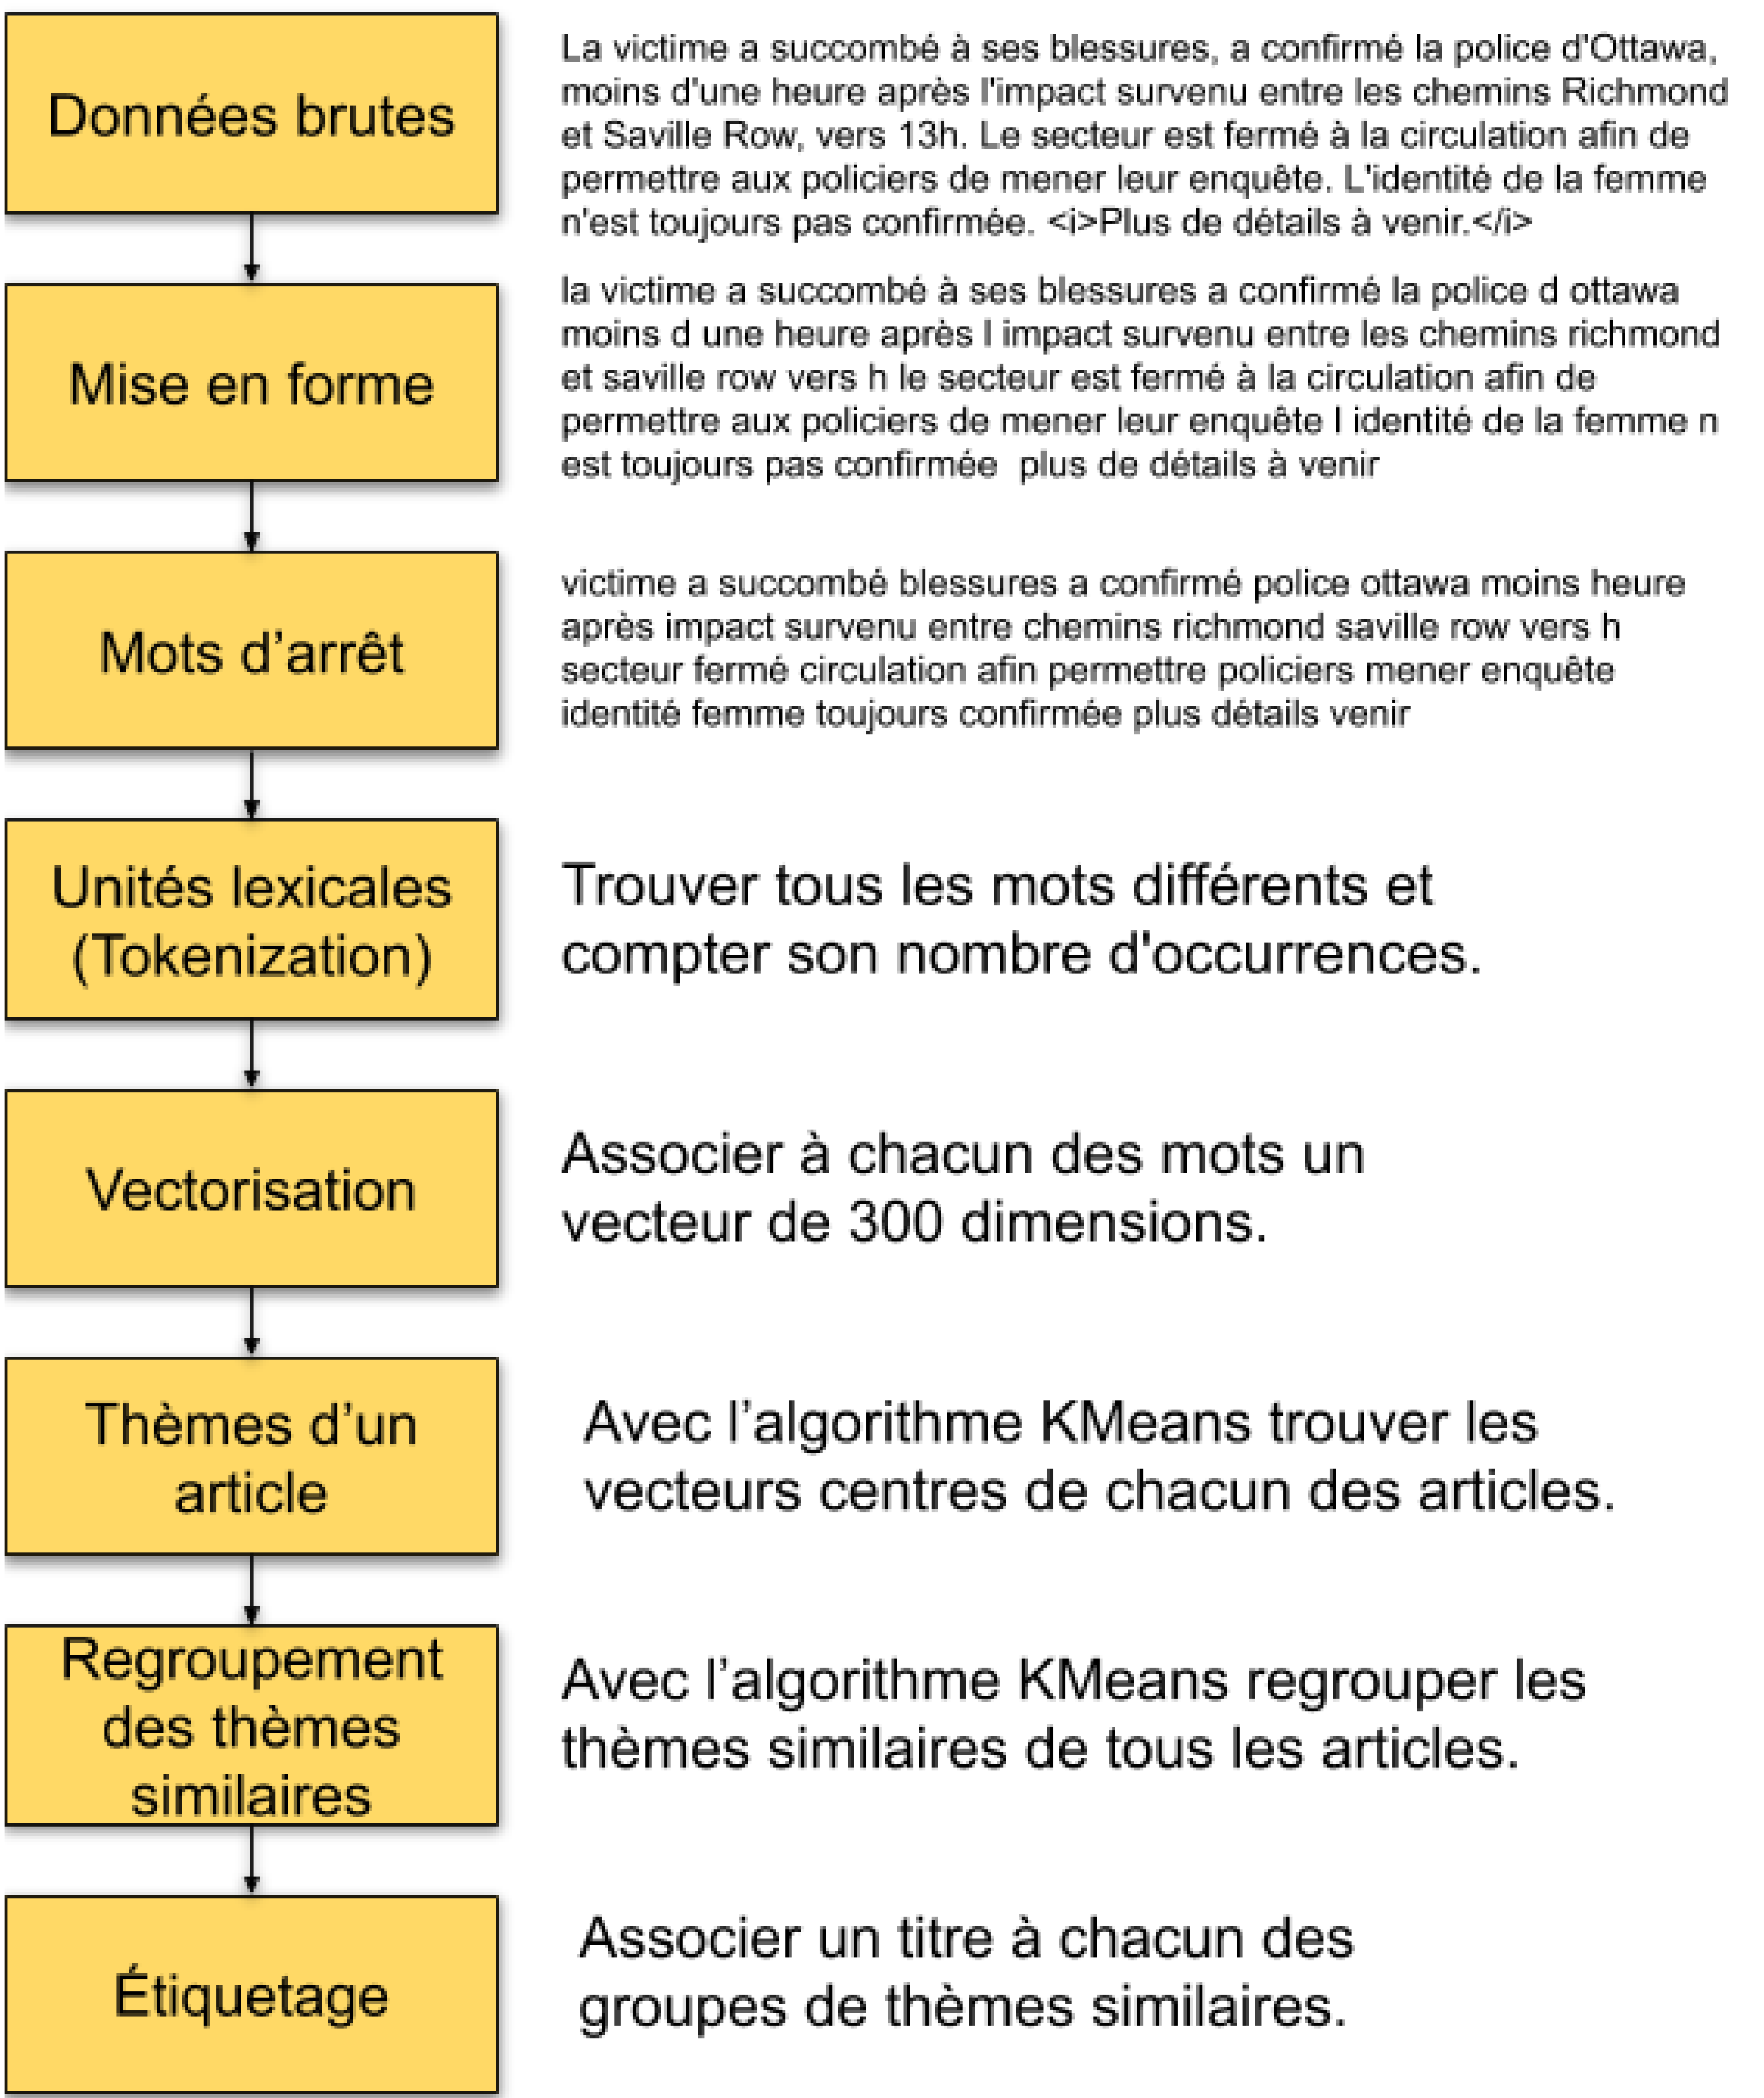 Données brutes
La victime a succombé à ses blessures, a confirmé la police d'Ottawa,
moins d'une heure après l'impact survenu entre les chemins Richmond
et Saville Row, vers 13h. Le secteur est fermé à la circulation afin de
permettre aux policiers de mener leur enquête. L'identité de la femme
n'est toujours pas confirmée. <i>Plus de détails à venir.</i>
Mise en forme
la victime a succombé à ses blessures a confirmé la police d ottawa
moins d une heure après l impact survenu entre les chemins richmond
et saville row vers h le secteur est fermé à la circulation afin de
permettre aux policiers de mener leur enquête l identité de la femme n
est toujours pas confirmée  plus de détails à venir
Mots d’arrêt
victime a succombé blessures a confirmé police ottawa moins heure
après impact survenu entre chemins richmond saville row vers h
secteur fermé circulation afin permettre policiers mener enquête
identité femme toujours confirmée plus détails venir
Unités lexicales
(Tokenization)
Trouver tous les mots différents et
compter son nombre d'occurrences.
Vectorisation
Associer à chacun des mots un
vecteur de 300 dimensions.
Thèmes d’un
article
Avec l’algorithme KMeans trouver les
vecteurs centres de chacun des articles.
Regroupement
des thèmes
similaires
Avec l’algorithme KMeans regrouper les
thèmes similaires de tous les articles.
Étiquetage
Associer un titre à chacun des
groupes de thèmes similaires.